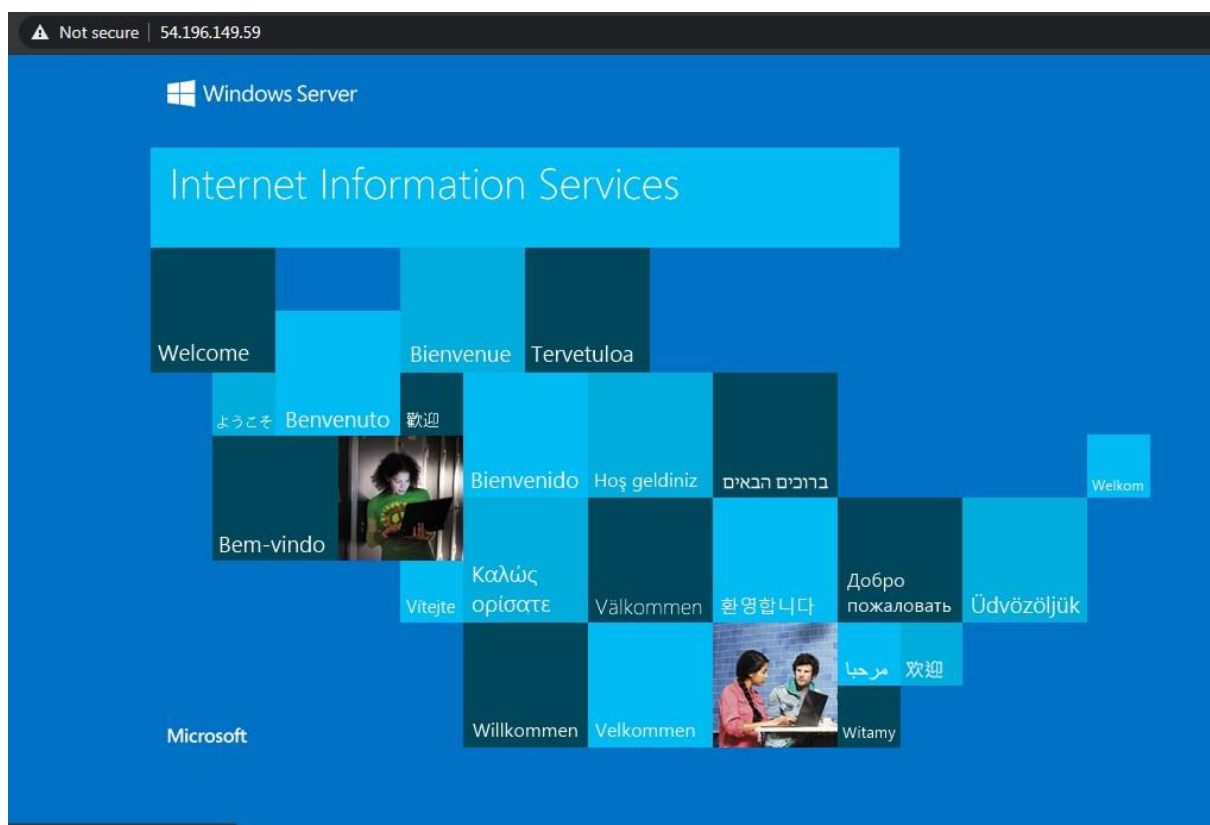 Not secure
54.196.149.59
Windows Server
Internet Information Services
Welcome
Bienvenue
Tervetuloa
ようこそ
Benvenuto
歡迎
Bienvenido
Hoş geldiniz
ברוכים הבאים
Welkom
Bem-vindo
Vítejte
Καλώς
ορίσατε
Välkommen
환영합니다
Добро
пожаловать
Üdvözöljük
مرحبا
欢迎
Willkommen
Velkommen
Witamy
Microsoft